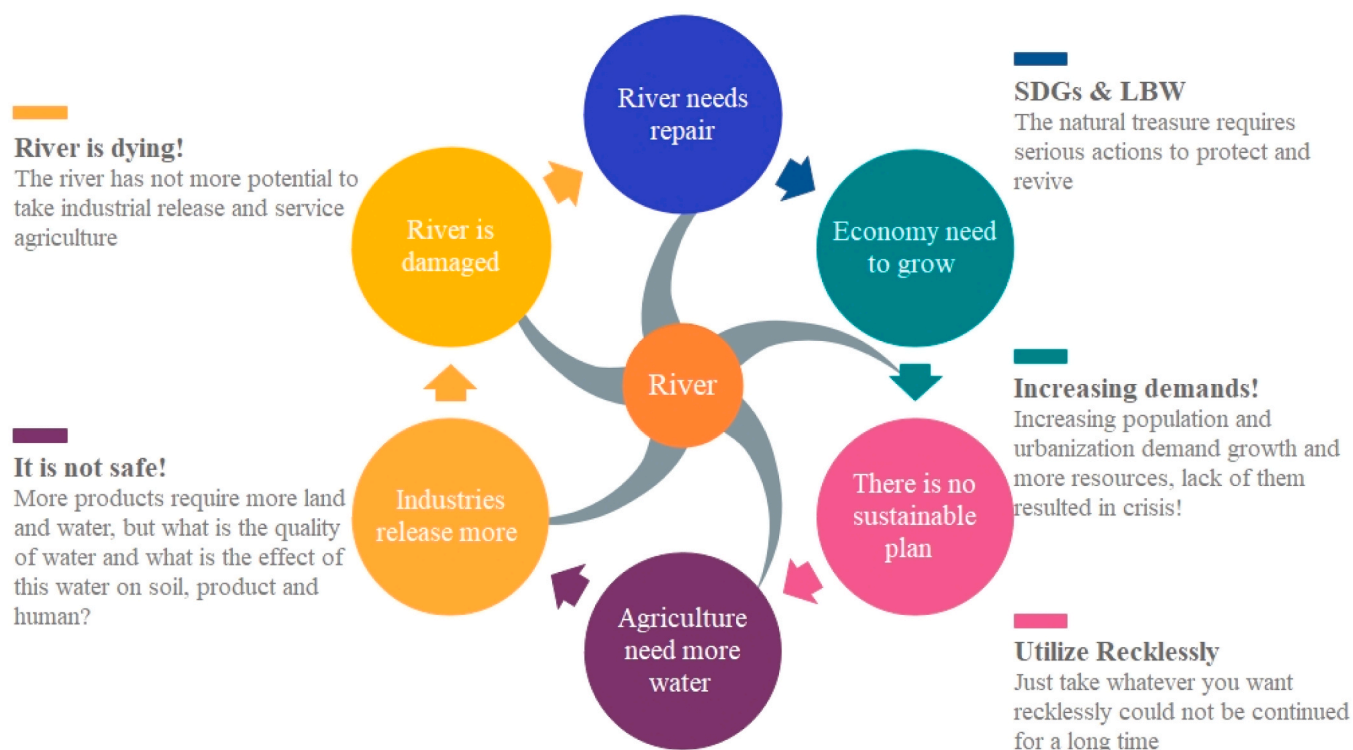 River needs
repair
SDGs & LBW
The natural treasure requires
serious actions to protect and
revive
River is dying!
The river has not more potential to
take industrial release and service
agriculture
River is
damaged
Economy need
to grow
River
Increasing demands!
Increasing population and
urbanization demand growth and
more resources, lack of them
resulted in crisis!
It is not safe!
More products require more land
and water, but what is the quality
of water and what is the effect of
this water on soil, product and
human?
Industries
release more
There is no
sustainable
plan
Agriculture
need more
water
Utilize Recklessly
Just take whatever you want
recklessly could not be continued
for a long time